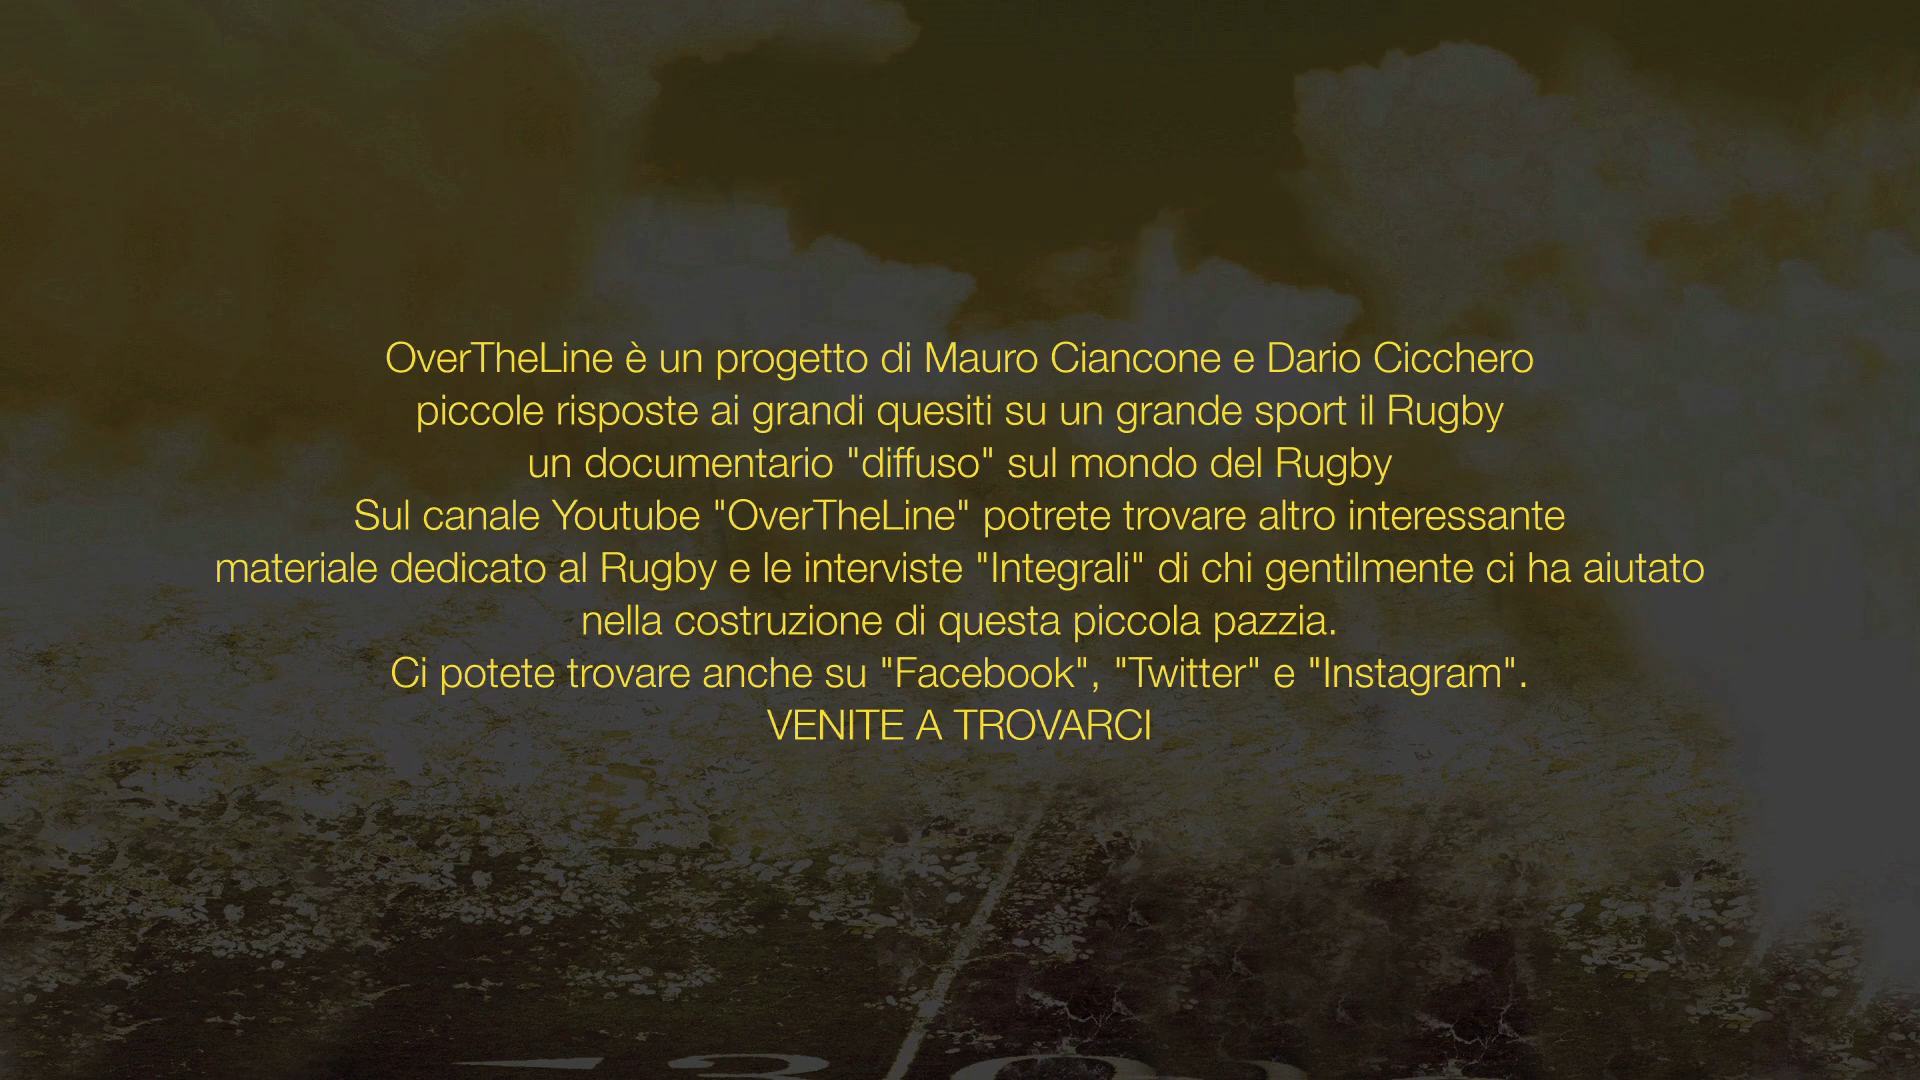 OverTheLine è un progetto di Mauro Ciancone e Dario Cicchero
piccole risposte ai grandi quesiti su un grande sport il Rugby
un documentario "diffuso" sul mondo del Rugby
Sul canale Youtube "OverTheLine" potrete trovare altro interessante
materiale dedicato al Rugby e le interviste "Integrali" di chi gentilmente ci ha aiutato
nella costruzione di questa piccola pazzia.
Ci potete trovare anche su "Facebook", "Twitter" e "Instagram".
VENITE A TROVARCI